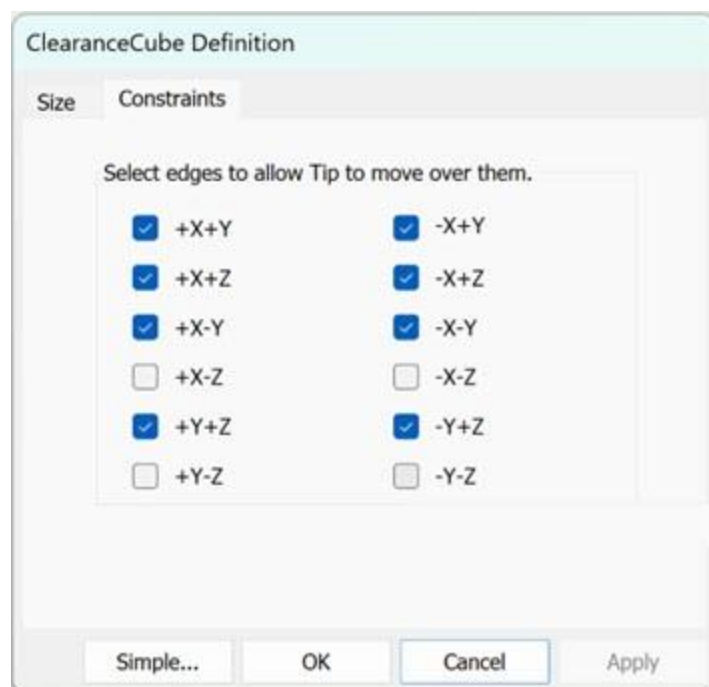 ClearanceCube Definition
Size Constraints
Select edges to allow Tip to move over them.
+X+Y -X+Y
+X+Z -X+Z
+X-Y -X-Y
+X-Z -X-Z
+Y+Z -Y+Z
+Y-Z -Y-Z
Simple... OK Cancel Apply